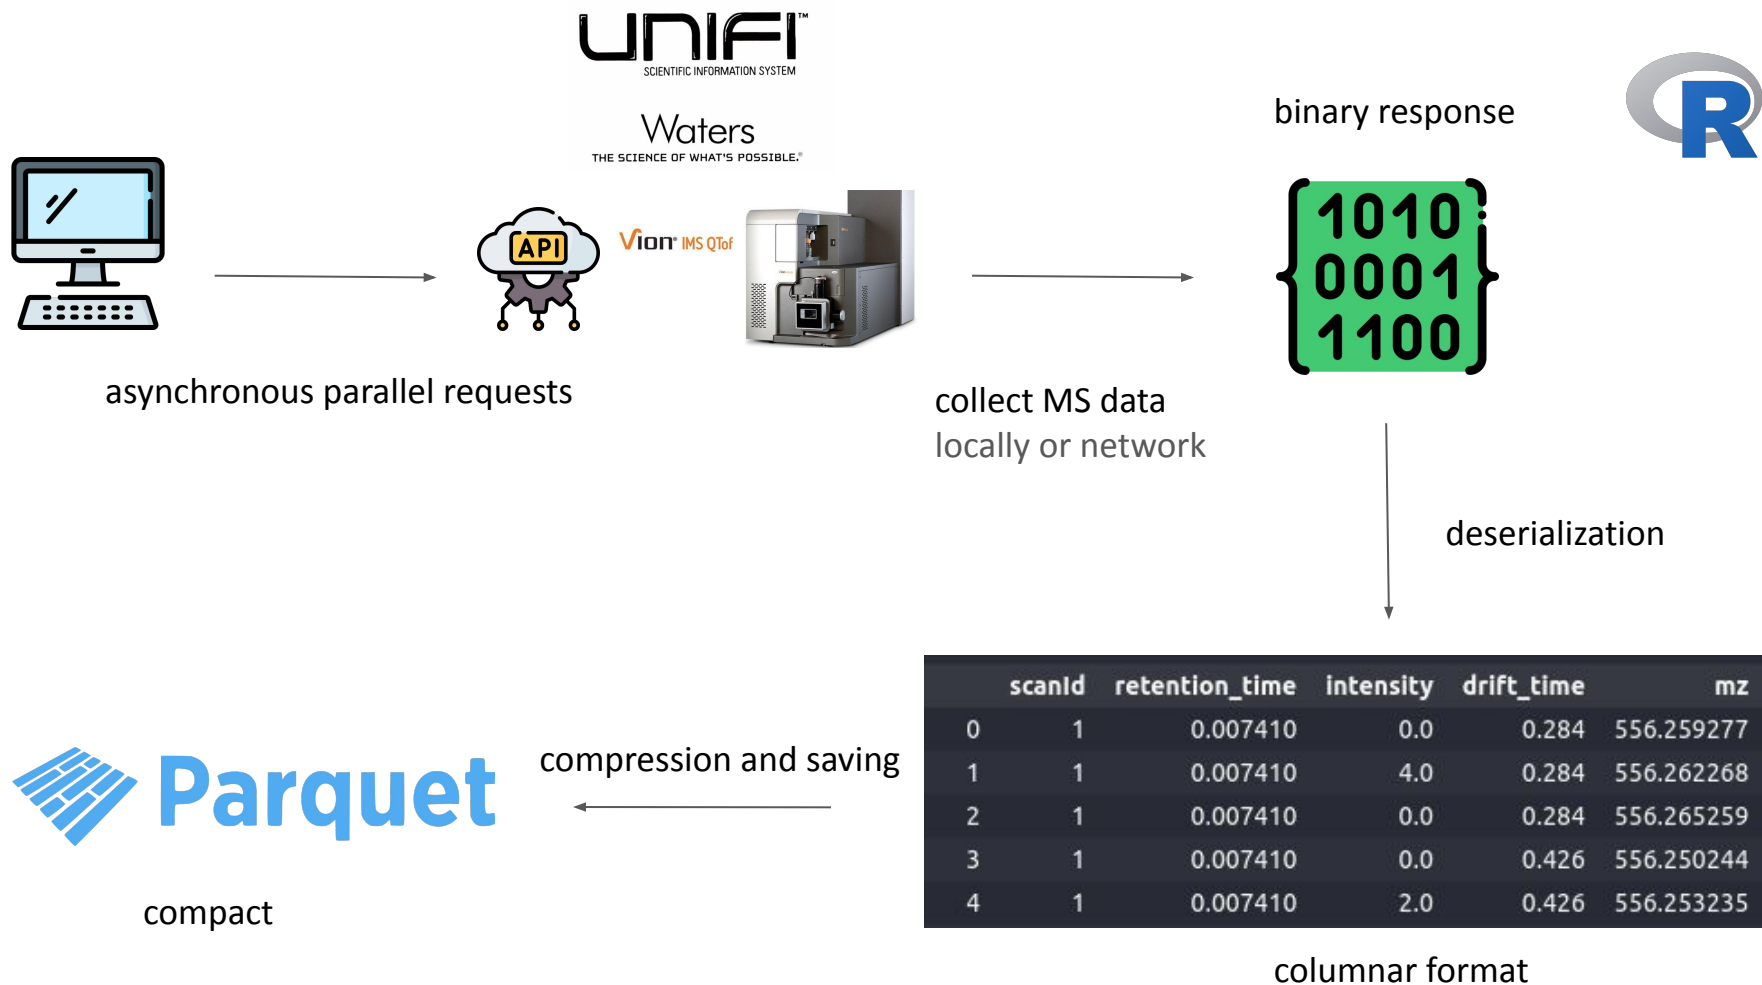 UNIFI™
SCIENTIFIC INFORMATION SYSTEM
Waters
THE SCIENCE OF WHAT'S POSSIBLE.®
binary response
R
API
Vion® IMS QTof
1010
0001
1100
asynchronous parallel requests
collect MS data
locally or network
deserialization
scanId retention_time intensity drift_time mz
0 1 0.007410 0.0 0.284 556.259277
1 1 0.007410 4.0 0.284 556.262268
2 1 0.007410 0.0 0.284 556.265259
3 1 0.007410 0.0 0.426 556.250244
4 1 0.007410 2.0 0.426 556.253235
columnar format
compression and saving
Parquet
compact